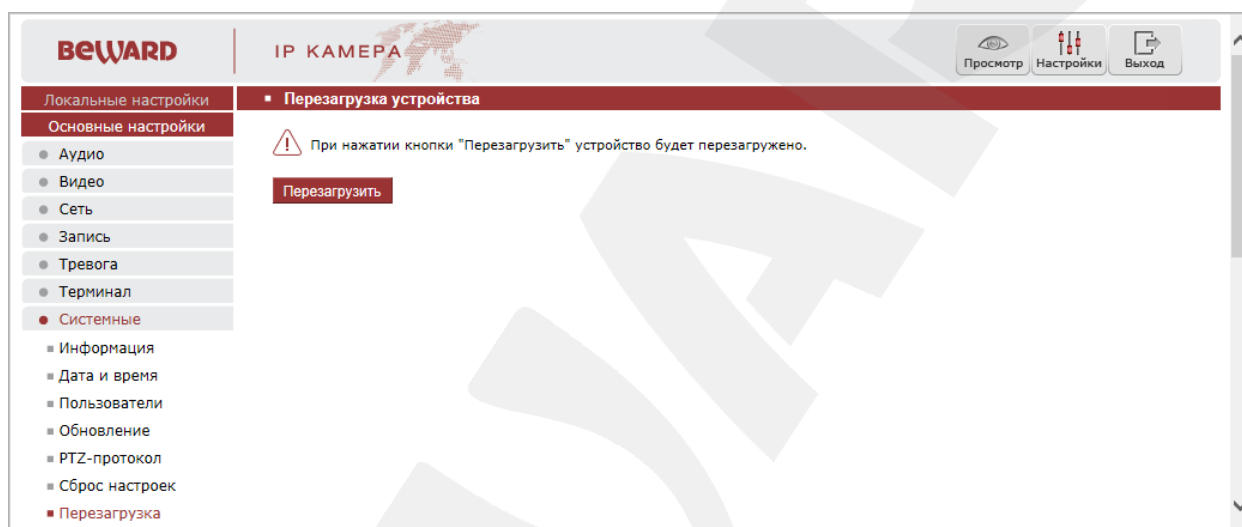 BEWARD
IP КАМЕРА
Просмотр
Настройки
Выход
Локальные настройки
Перезагрузка устройства
Основные настройки
При нажатии кнопки "Перезагрузить" устройство будет перезагружено.
Перезагрузить
Аудио
Видео
Сеть
Запись
Тревога
Терминал
Системные
Информация
Дата и время
Пользователи
Обновление
PTZ-протокол
Сброс настроек
Перезагрузка